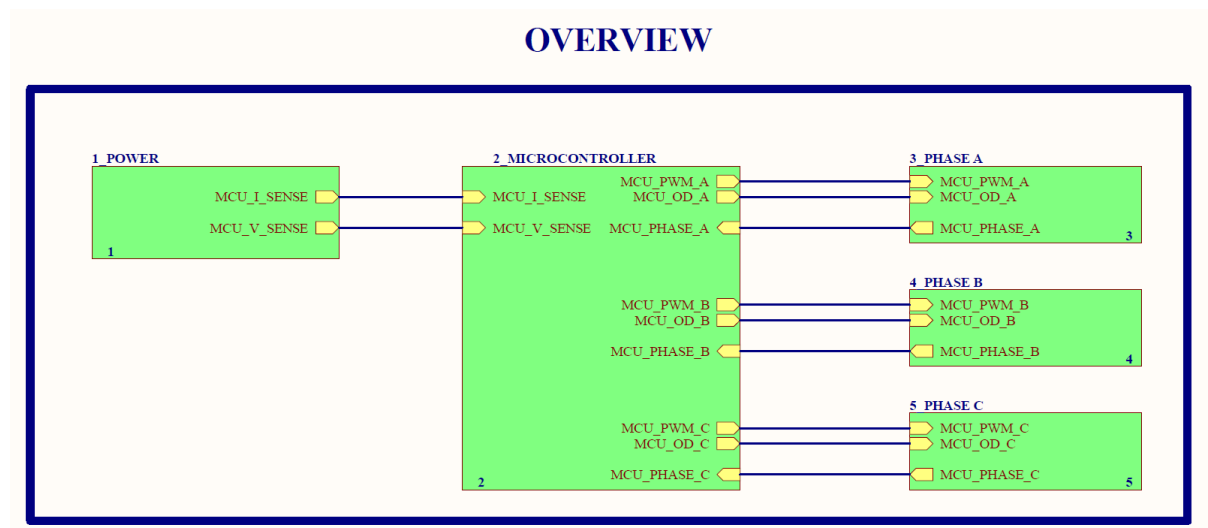 OVERVIEW
1_POWER
MCU_I_SENSE
MCU_V_SENSE
1
2_MICROCONTROLLER
MCU_I_SENSE
MCU_V_SENSE
MCU_PWM_A
MCU_OD_A
MCU_PHASE_A
MCU_PWM_B
MCU_OD_B
MCU_PHASE_B
MCU_PWM_C
MCU_OD_C
MCU_PHASE_C
2
3_PHASE A
MCU_PWM_A
MCU_OD_A
MCU_PHASE_A
3
4_PHASE B
MCU_PWM_B
MCU_OD_B
MCU_PHASE_B
4
5_PHASE C
MCU_PWM_C
MCU_OD_C
MCU_PHASE_C
5